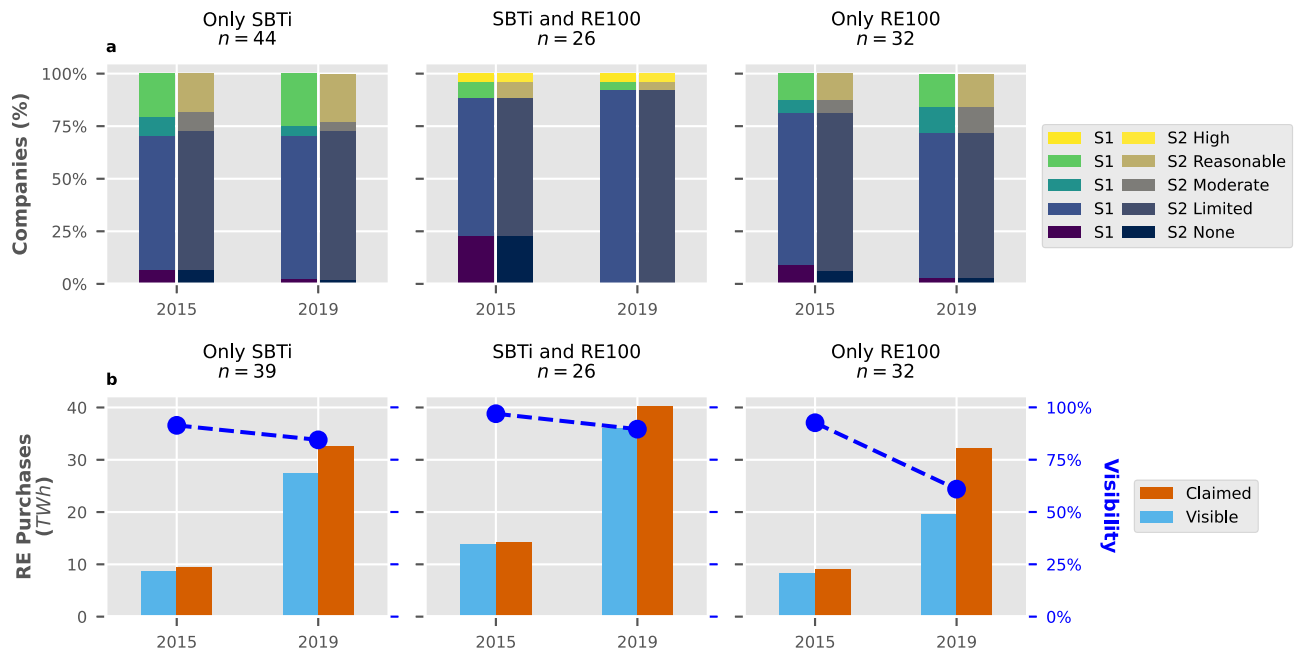 Only SBTi
n = 44
SBTi and RE100
n = 26
Only RE100
n = 32
a
Companies (%)
100%
75%
50%
25%
0%
2015
2019
2015
2019
2015
2019
S1 S2 High
S1 S2 Reasonable
S1 S2 Moderate
S1 S2 Limited
S1 S2 None
Only SBTi
n = 39
SBTi and RE100
n = 26
Only RE100
n = 32
b
RE Purchases
(TWh)
40
30
20
10
0
2015
2019
2015
2019
2015
2019
100%
75%
50%
25%
0%
Visibility
Claimed
Visible